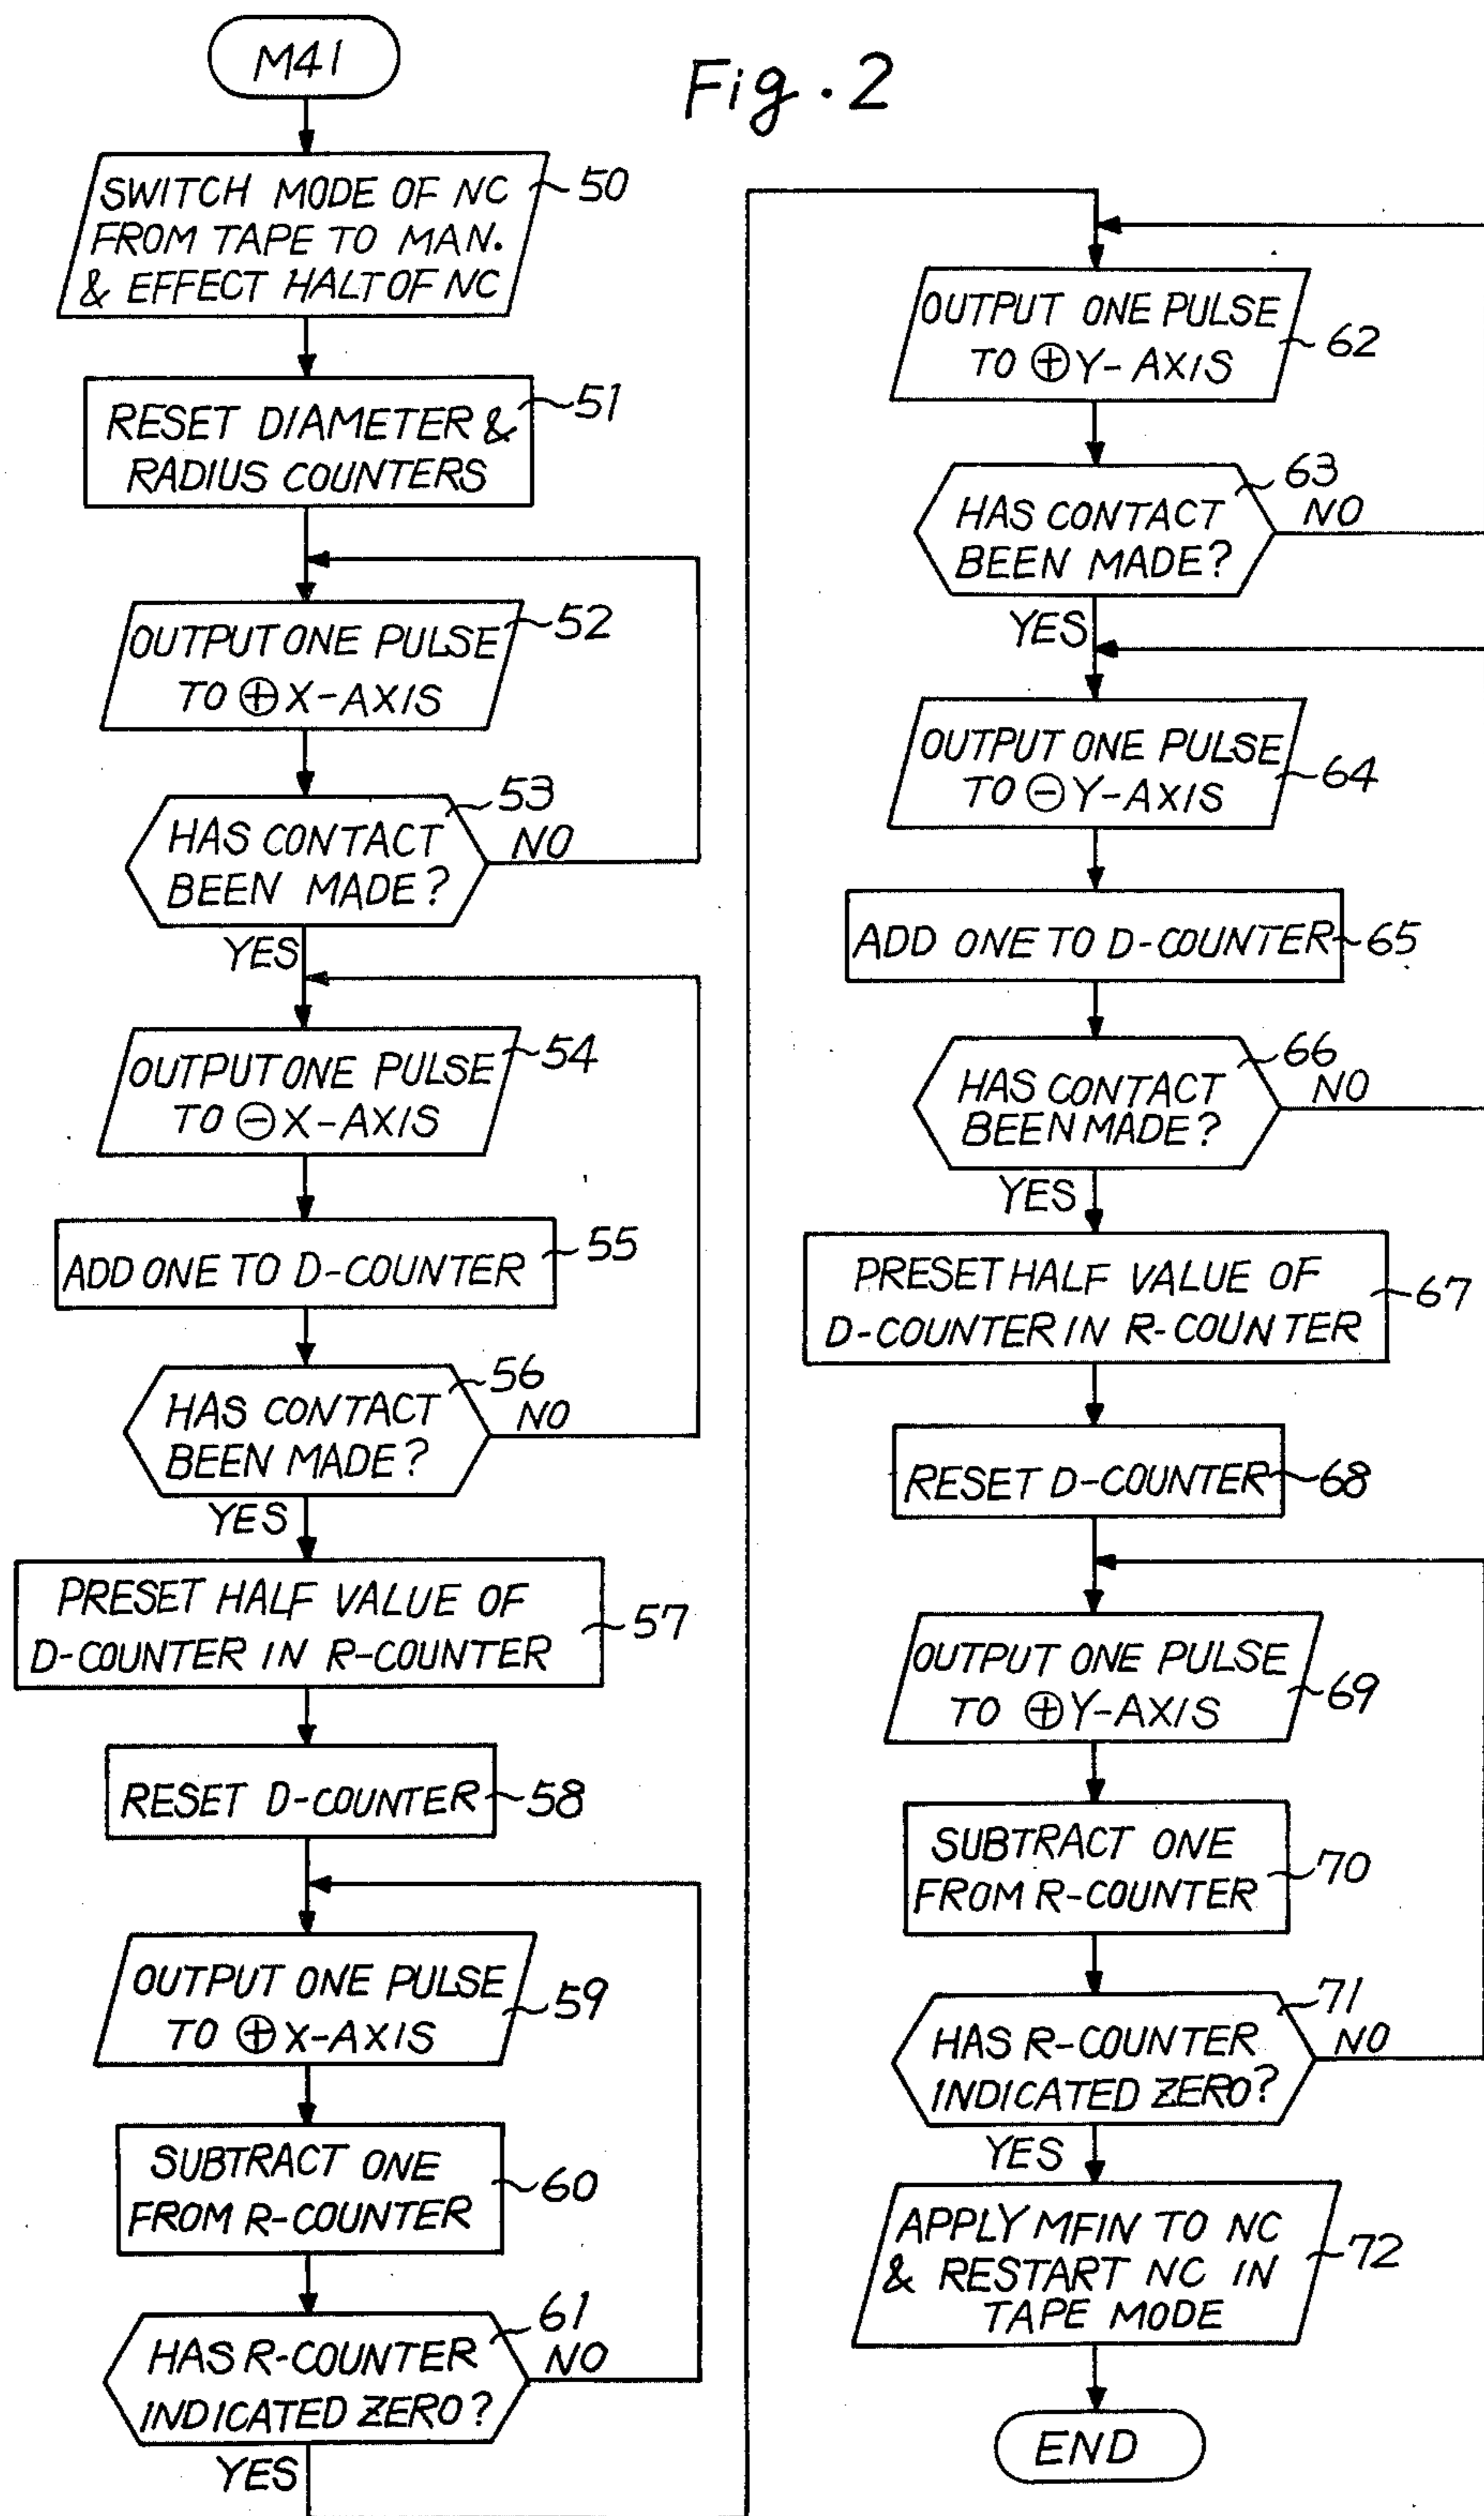 Fig. 2
M41
SWITCH MODE OF NC
FROM TAPE TO MAN.
& EFFECT HALT OF NC
50
RESET DIAMETER &
RADIUS COUNTERS
51
OUTPUT ONE PULSE
TO ⊕X-AXIS
52
HAS CONTACT
BEEN MADE?
53
NO
YES
OUTPUT ONE PULSE
TO ⊖X-AXIS
54
ADD ONE TO D-COUNTER
55
HAS CONTACT
BEEN MADE?
56
NO
YES
PRESET HALF VALUE OF
D-COUNTER IN R-COUNTER
57
RESET D-COUNTER
58
OUTPUT ONE PULSE
TO ⊕X-AXIS
59
SUBTRACT ONE
FROM R-COUNTER
60
HAS R-COUNTER
INDICATED ZERO?
61
NO
YES
OUTPUT ONE PULSE
TO ⊕Y-AXIS
62
HAS CONTACT
BEEN MADE?
63
NO
YES
OUTPUT ONE PULSE
TO ⊖Y-AXIS
64
ADD ONE TO D-COUNTER
65
HAS CONTACT
BEEN MADE?
66
NO
YES
PRESET HALF VALUE OF
D-COUNTER IN R-COUNTER
67
RESET D-COUNTER
68
OUTPUT ONE PULSE
TO ⊕Y-AXIS
69
SUBTRACT ONE
FROM R-COUNTER
70
HAS R-COUNTER
INDICATED ZERO?
71
NO
YES
APPLY MFIN TO NC
& RESTART NC IN
TAPE MODE
72
END